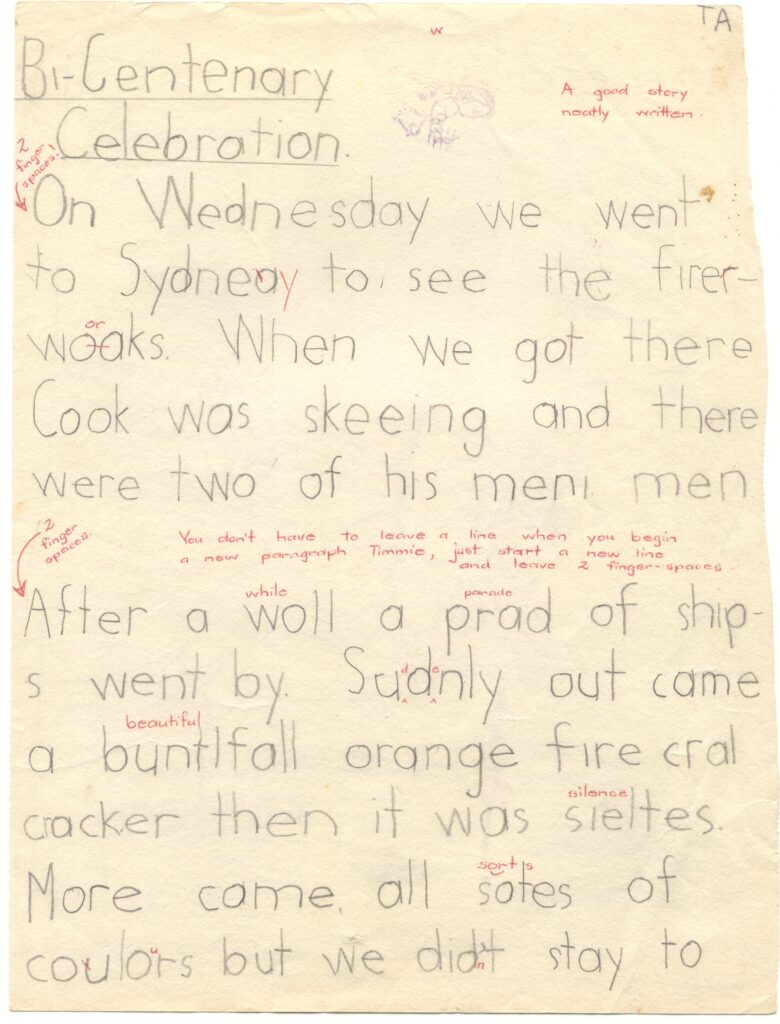 TA
Bi-Centenary
A good story
neatly written.
Celebration.
2 finger spaces!
On Wednesday we went
to Sydneay to see the firer-
y
or
woaks. When we got there
Cook was skeeing and there
were two of his meni men
2 finger spaces.
You don't have to leave a line when you begin
a new paragraph Timmie, just start a new line
and leave 2 finger-spaces.
while parade
After a woll a prad of ship-
s went by. Sudnly out came
d e
beautiful
a buntlfall orange fire cral
silence
cracker then it was sieltes.
sorts
More came, all sotes of
u
coulors but we did't stay to
n